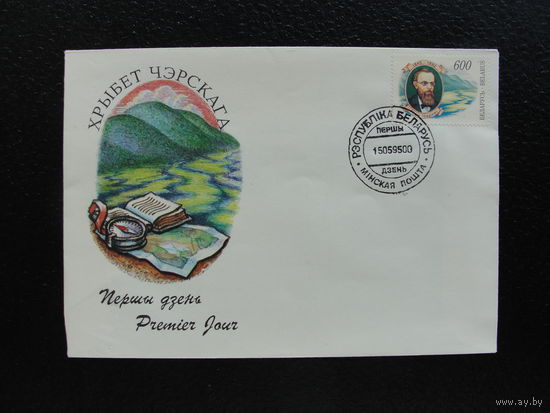 ХРЫБЕТ ЧЭРСКАГА
600
БЕЛАРУСЬ · BELARUS
РЭСПУБЛІКА БЕЛАРУСЬ
ПЕРШЫ
15059500
ДЗЕНЬ
· МІНСКАЯ ПОШТА ·
Першы дзень
Premier Jour
www.ay.by